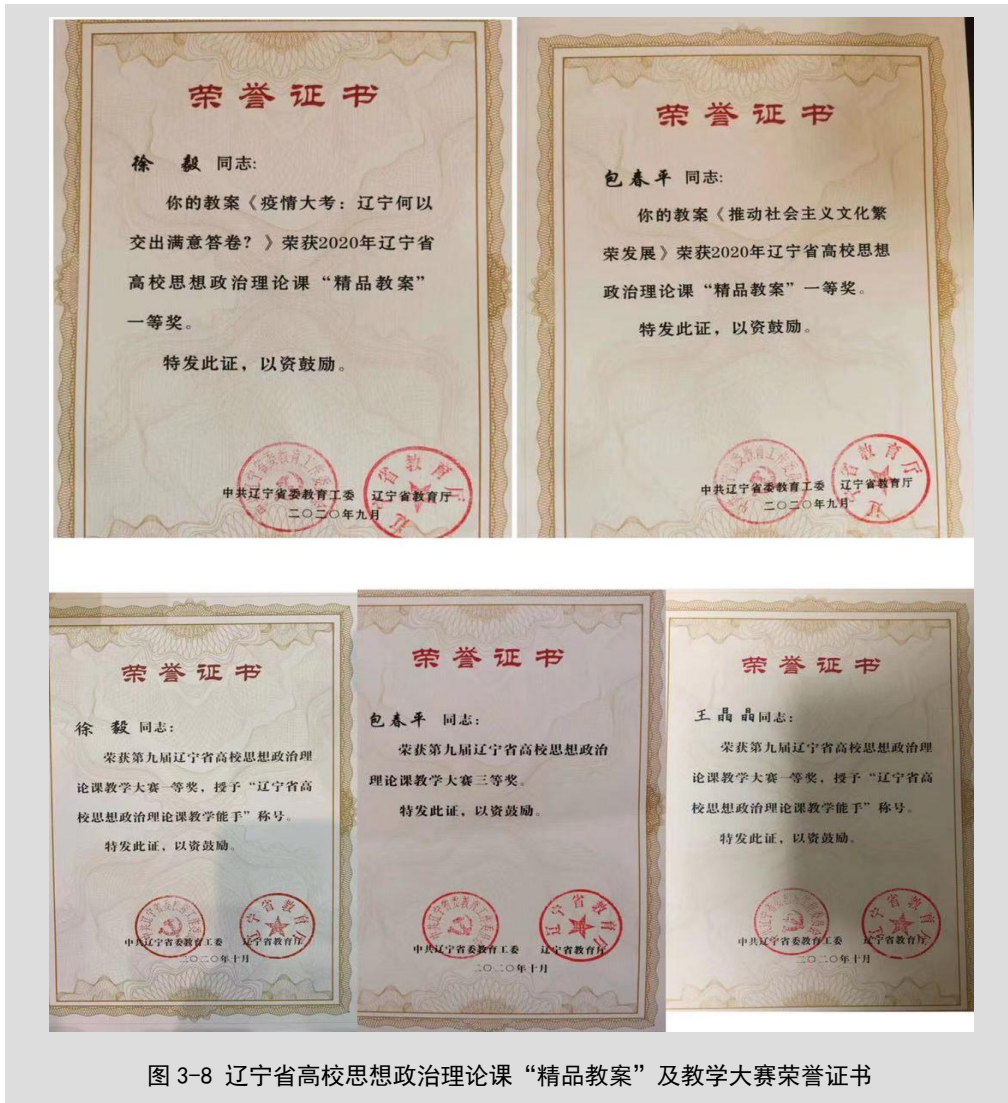 荣誉证书
徐 毅 同志:
你的教案《疫情大考：辽宁何以
交出满意答卷？》荣获2020年辽宁省
高校思想政治理论课“精品教案”
一等奖。
特发此证，以资鼓励。
中共辽宁省委教育工委 辽宁省教育厅
二〇二〇年九月
荣誉证书
包春平 同志:
你的教案《推动社会主义文化繁
荣发展》荣获2020年辽宁省高校思想
政治理论课“精品教案”一等奖。
特发此证，以资鼓励。
中共辽宁省委教育工委 辽宁省教育厅
二〇二〇年九月
荣誉证书
徐 毅 同志:
荣获第九届辽宁省高校思想政治理
论课教学大赛一等奖，授予“辽宁省高
校思想政治理论课教学能手”称号。
特发此证，以资鼓励。
中共辽宁省委教育工委 辽宁省教育厅
二〇二〇年十月
荣誉证书
包春平 同志:
荣获第九届辽宁省高校思想政治
理论课教学大赛三等奖。
特发此证，以资鼓励。
中共辽宁省委教育工委 辽宁省教育厅
二〇二〇年十月
荣誉证书
王晶晶同志:
荣获第九届辽宁省高校思想政治理
论课教学大赛一等奖，授予“辽宁省高
校思想政治理论课教学能手”称号。
特发此证，以资鼓励。
中共辽宁省委教育工委 辽宁省教育厅
二〇二〇年十月
图 3-8 辽宁省高校思想政治理论课“精品教案”及教学大赛荣誉证书